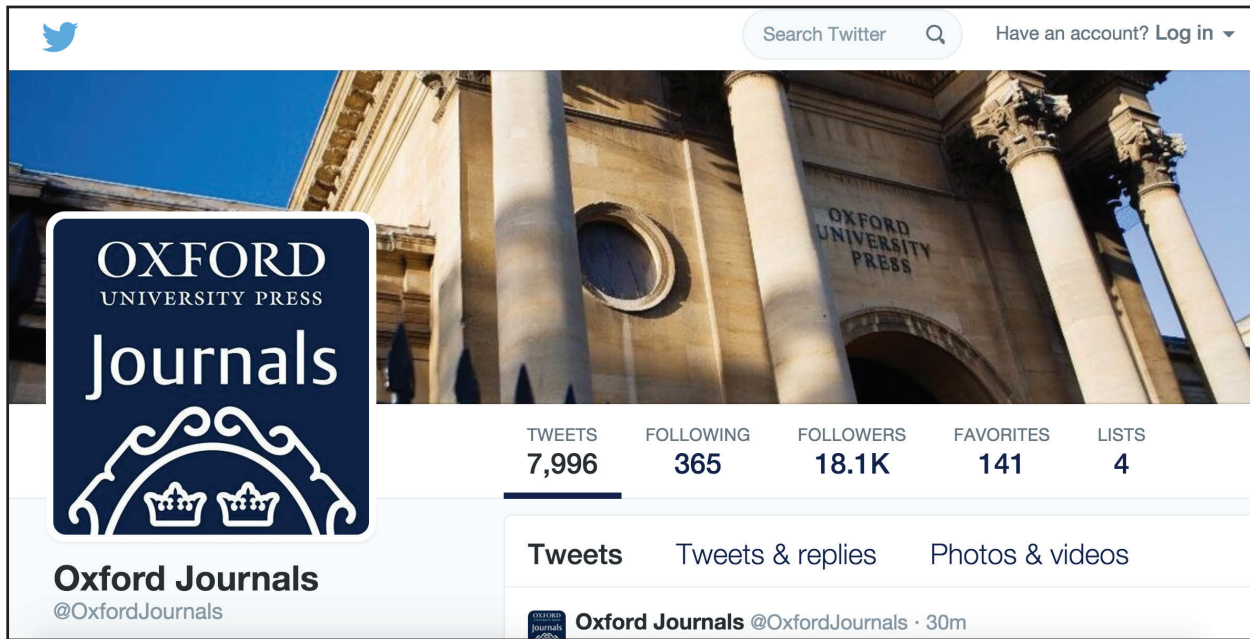 Search Twitter
Have an account? Log in
OXFORD
UNIVERSITY
PRESS
OXFORD
UNIVERSITY PRESS
Journals
TWEETS FOLLOWING FOLLOWERS FAVORITES LISTS
7,996 365 18.1K 141 4
Tweets Tweets & replies Photos & videos
Oxford Journals
@OxfordJournals
OXFORD
Journals
Oxford Journals @OxfordJournals · 30m